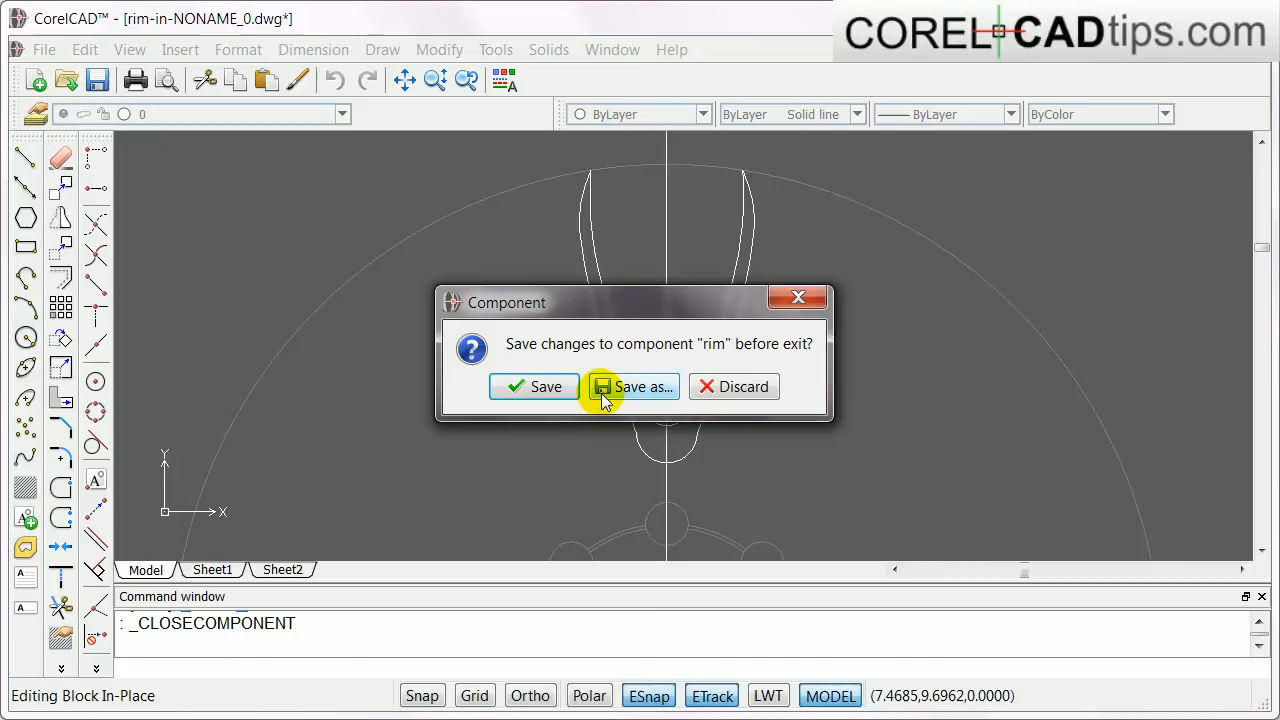 CorelCAD™ - [rim-in-NONAME_0.dwg*]
COREL CADtips.com
File Edit View Insert Format Dimension Draw Modify Tools Solids Window Help
0
ByLayer
ByLayer Solid line
ByLayer
ByColor
Component
Save changes to component "rim" before exit?
Save
Save as...
Discard
Y
X
Model Sheet1 Sheet2
Command window
: _CLOSECOMPONENT
Editing Block In-Place
Snap Grid Ortho Polar ESnap ETrack LWT MODEL (7.4685,9.6962,0.0000)